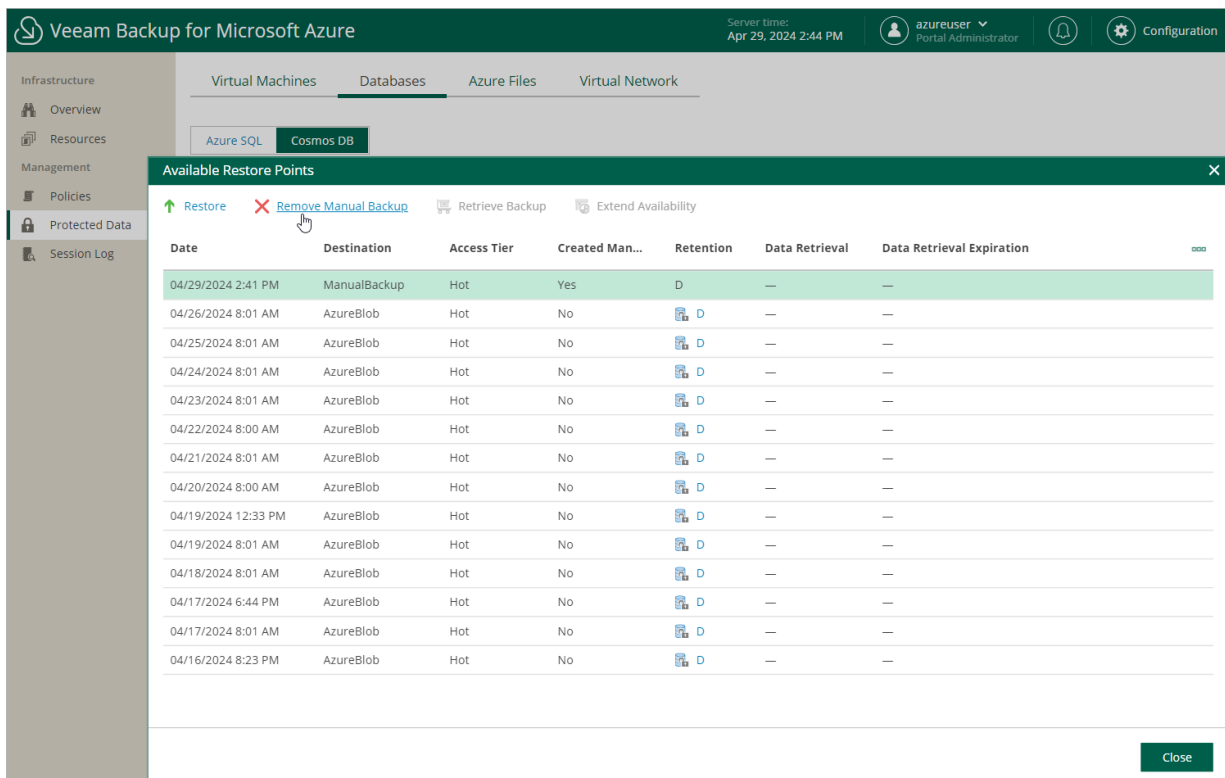 Veeam Backup for Microsoft Azure
Server time:
Apr 29, 2024 2:44 PM
azureuser
Portal Administrator
Configuration
Infrastructure
Overview
Resources
Management
Policies
Protected Data
Session Log
Virtual Machines Databases Azure Files Virtual Network
Azure SQL Cosmos DB
Available Restore Points
Restore Remove Manual Backup Retrieve Backup Extend Availability
Date Destination Access Tier Created Man... Retention Data Retrieval Data Retrieval Expiration
04/29/2024 2:41 PM ManualBackup Hot Yes D — —
04/26/2024 8:01 AM AzureBlob Hot No D — —
04/25/2024 8:01 AM AzureBlob Hot No D — —
04/24/2024 8:01 AM AzureBlob Hot No D — —
04/23/2024 8:01 AM AzureBlob Hot No D — —
04/22/2024 8:00 AM AzureBlob Hot No D — —
04/21/2024 8:01 AM AzureBlob Hot No D — —
04/20/2024 8:00 AM AzureBlob Hot No D — —
04/19/2024 12:33 PM AzureBlob Hot No D — —
04/19/2024 8:01 AM AzureBlob Hot No D — —
04/18/2024 8:01 AM AzureBlob Hot No D — —
04/17/2024 6:44 PM AzureBlob Hot No D — —
04/17/2024 8:01 AM AzureBlob Hot No D — —
04/16/2024 8:23 PM AzureBlob Hot No D — —
Close